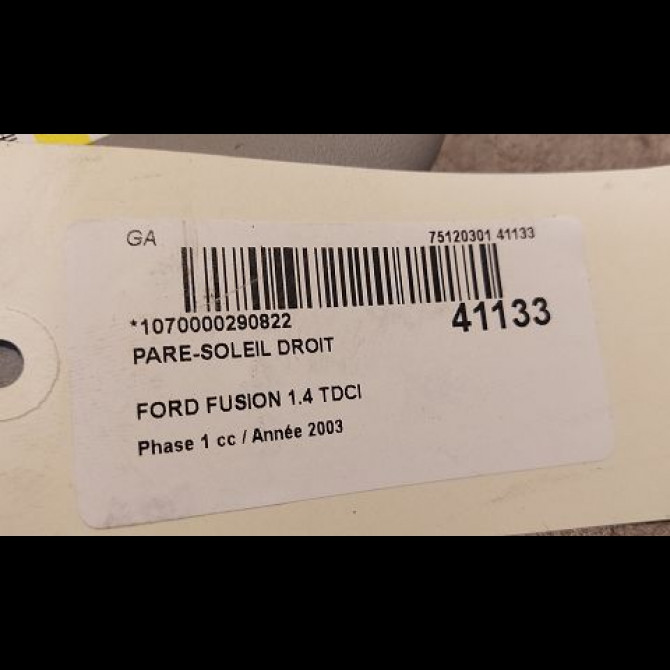 GA 75120301 41133
*1070000290822 41133
PARE-SOLEIL DROIT
FORD FUSION 1.4 TDCI
Phase 1 cc / Année 2003